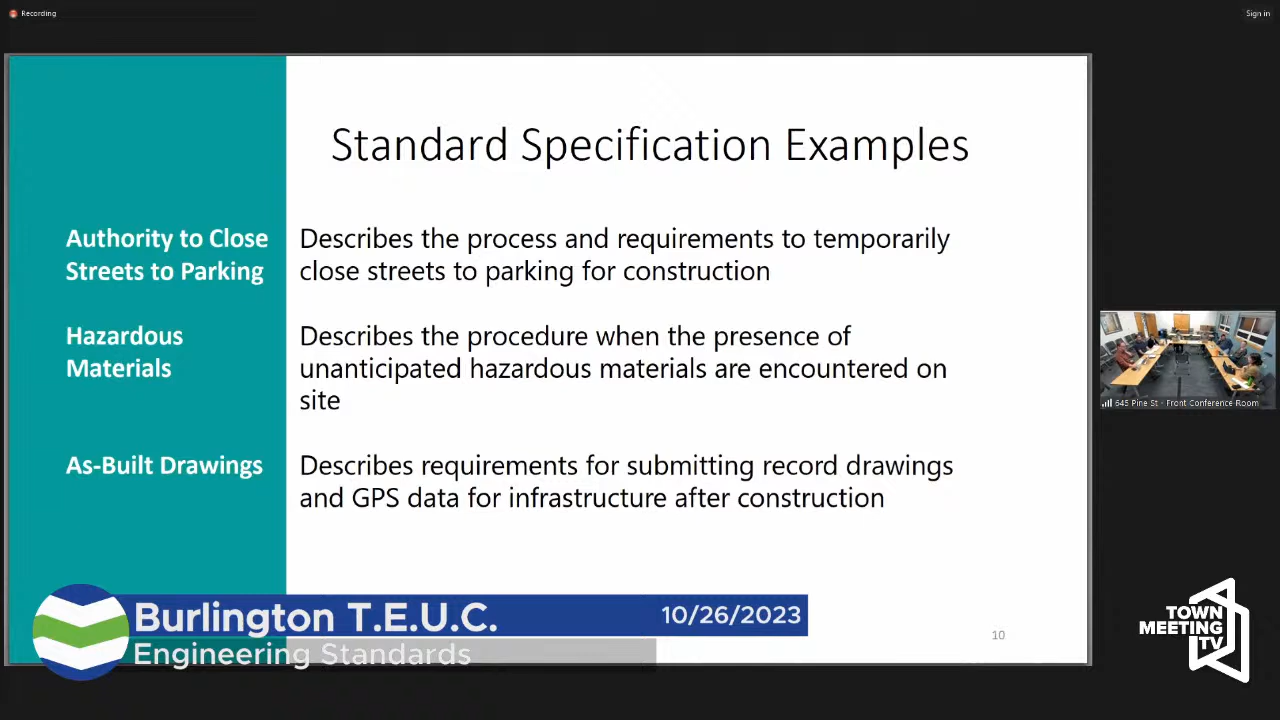 Recording
Sign in
Standard Specification Examples
Authority to Close
Streets to Parking
Describes the process and requirements to temporarily
close streets to parking for construction
Hazardous
Materials
Describes the procedure when the presence of
unanticipated hazardous materials are encountered on
site
As-Built Drawings
Describes requirements for submitting record drawings
and GPS data for infrastructure after construction
645 Pine St - Front Conference Room
Burlington T.E.U.C.
10/26/2023
Engineering Standards
10
TOWN
MEETING
TV